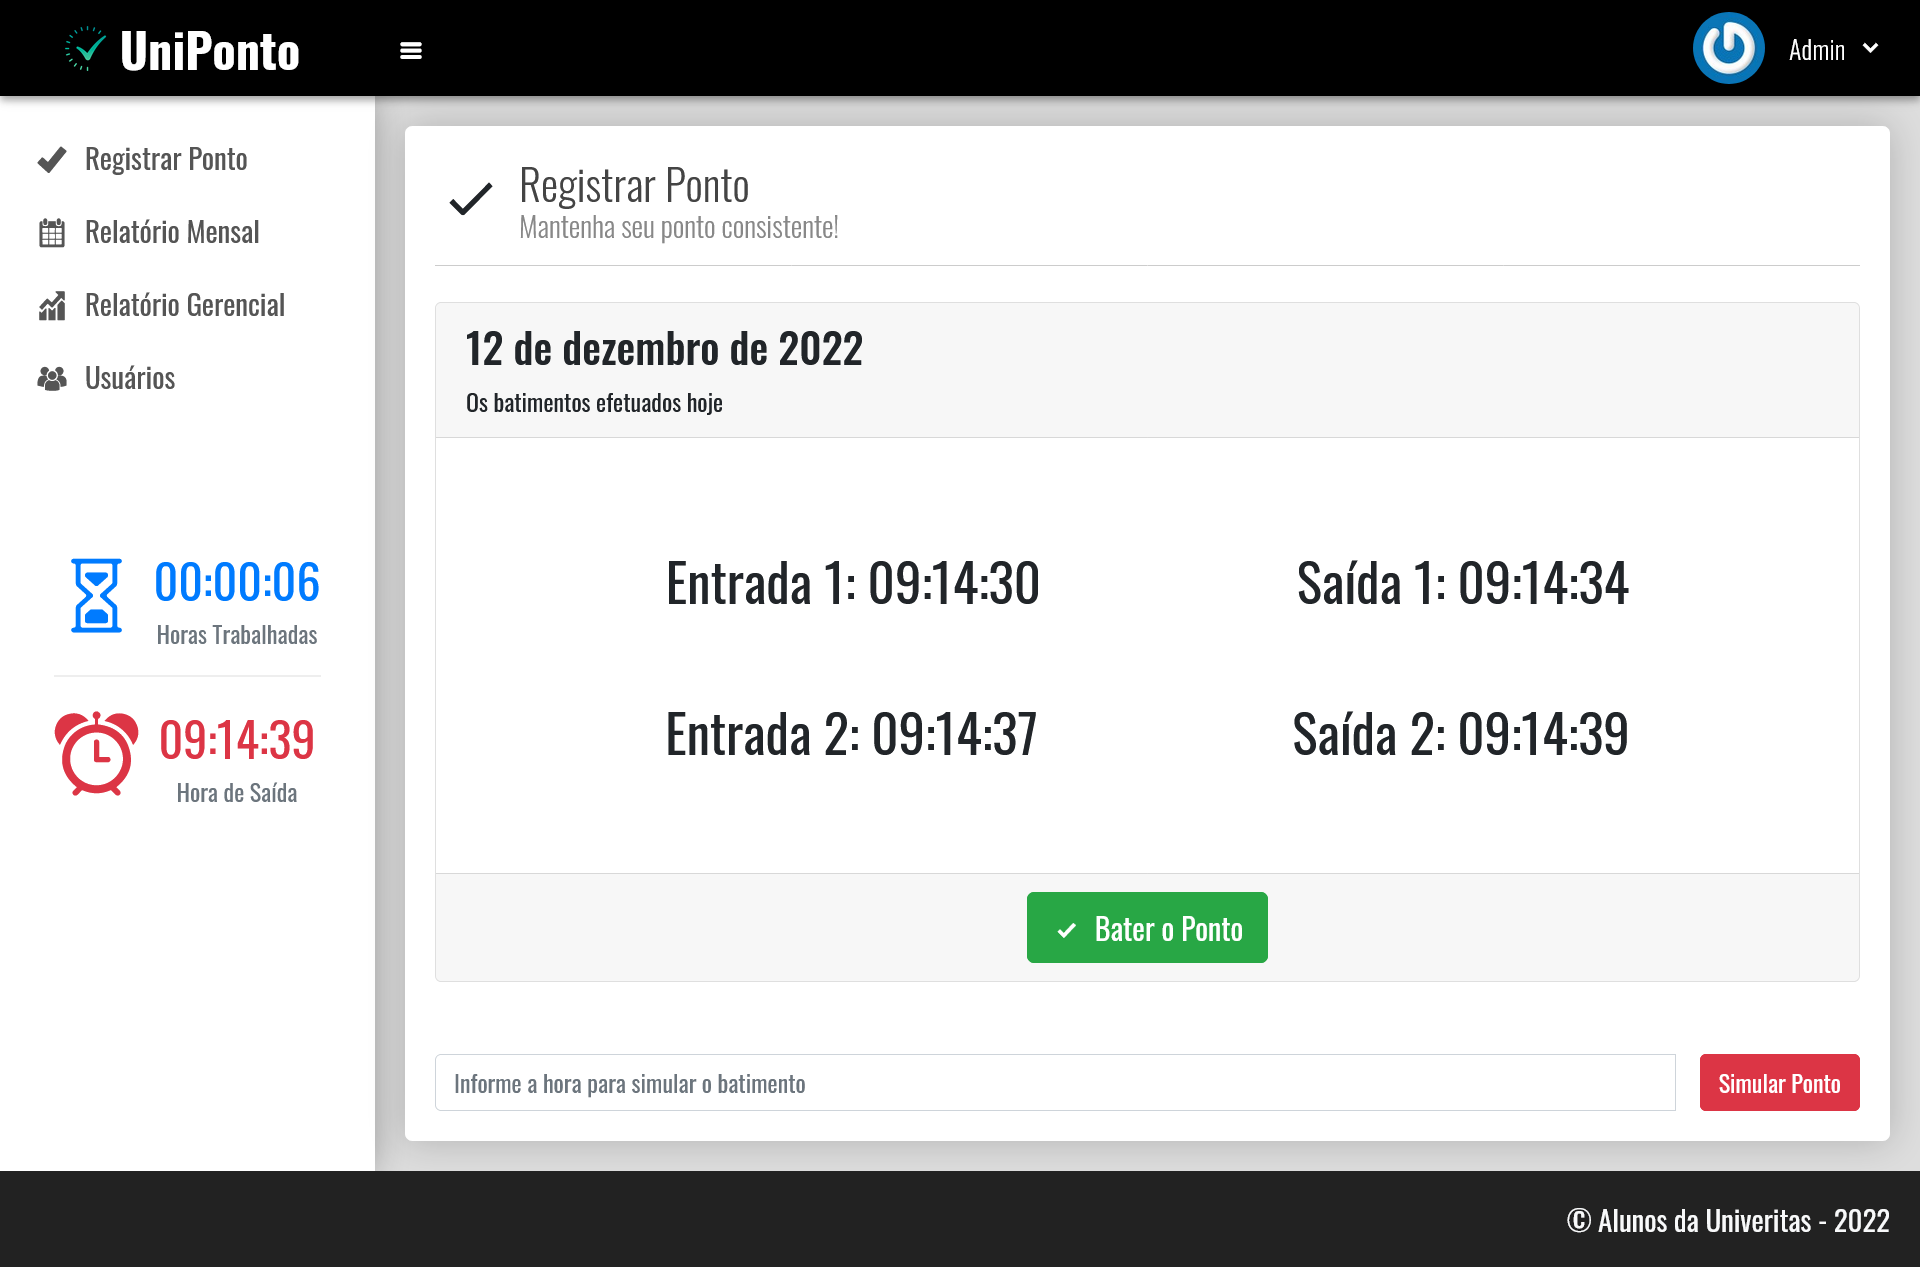 UniPonto
Admin
Registrar Ponto
Relatório Mensal
Relatório Gerencial
Usuários
00:00:06
Horas Trabalhadas
09:14:39
Hora de Saída
Registrar Ponto
Mantenha seu ponto consistente!
12 de dezembro de 2022
Os batimentos efetuados hoje
Entrada 1: 09:14:30
Saída 1: 09:14:34
Entrada 2: 09:14:37
Saída 2: 09:14:39
Bater o Ponto
Informe a hora para simular o batimento
Simular Ponto
© Alunos da Univeritas - 2022